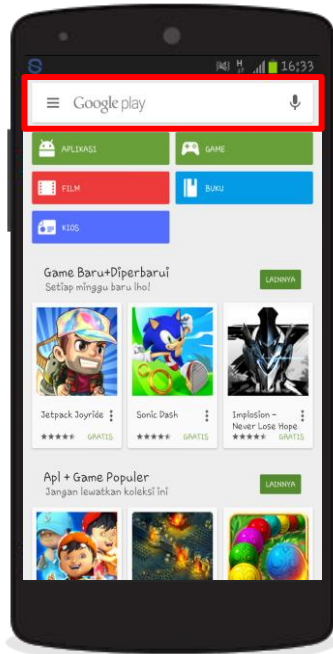 16:33
Google play
APLIKASI
GAME
FILM
BUKU
KIOS
Game Baru+Diperbarui
Setiap minggu baru lho!
LAINNYA
Jetpack Joyride
Sonic Dash
Implosion -
Never Lose Hope
GRATIS
GRATIS
GRATIS
Apl + Game Populer
Jangan lewatkan koleksi ini
LAINNYA